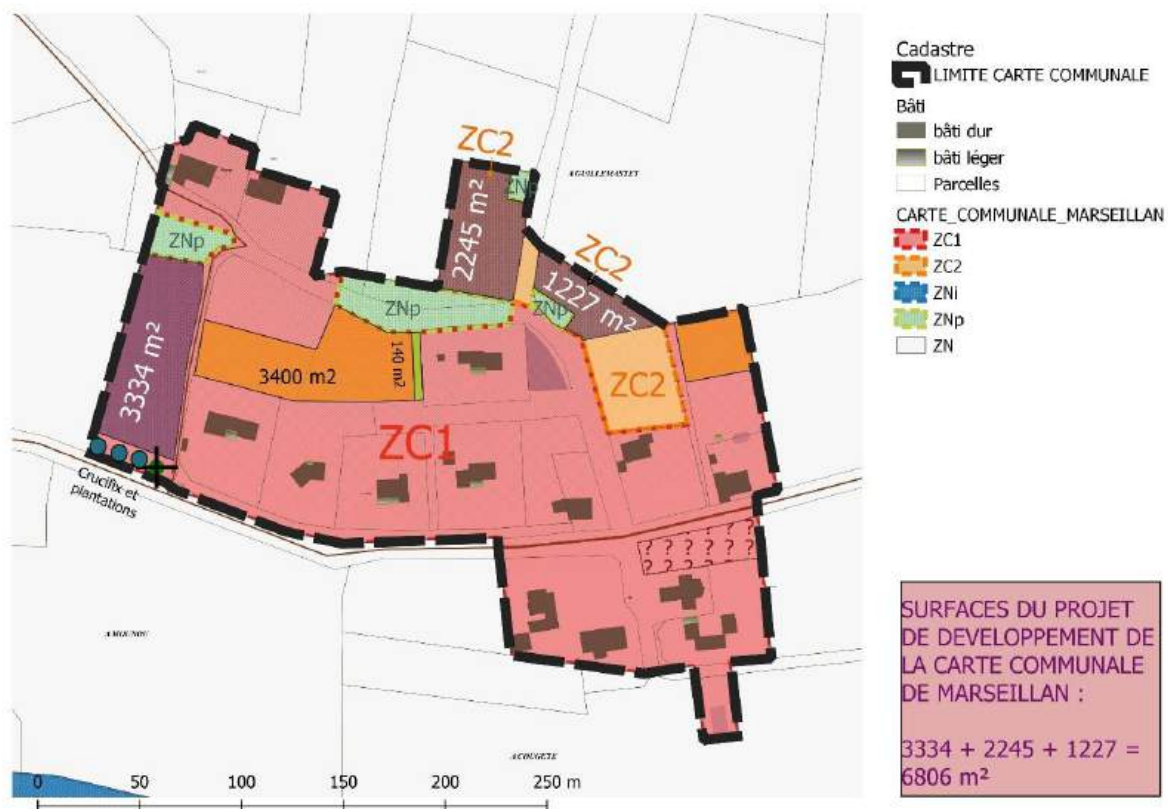 ZC2
AGUILLEMASTET
ZNp
2245 m²
ZC2
ZNp
1227 m²
ZNp
ZNp
3334 m²
3400 m2
140 m2
ZC2
ZC1
Crucifix et
plantations
? ? ? ? ? ?
? ? ? ? ? ?
AMOUNOU
ACOUGETE
0 50 100 150 200 250 m
Cadastre
LIMITE CARTE COMMUNALE
Bâti
bâti dur
bâti léger
Parcelles
CARTE_COMMUNALE_MARSEILLAN
ZC1
ZC2
ZNi
ZNp
ZN
SURFACES DU PROJET
DE DEVELOPPEMENT DE
LA CARTE COMMUNALE
DE MARSEILLAN :
3334 + 2245 + 1227 =
6806 m²